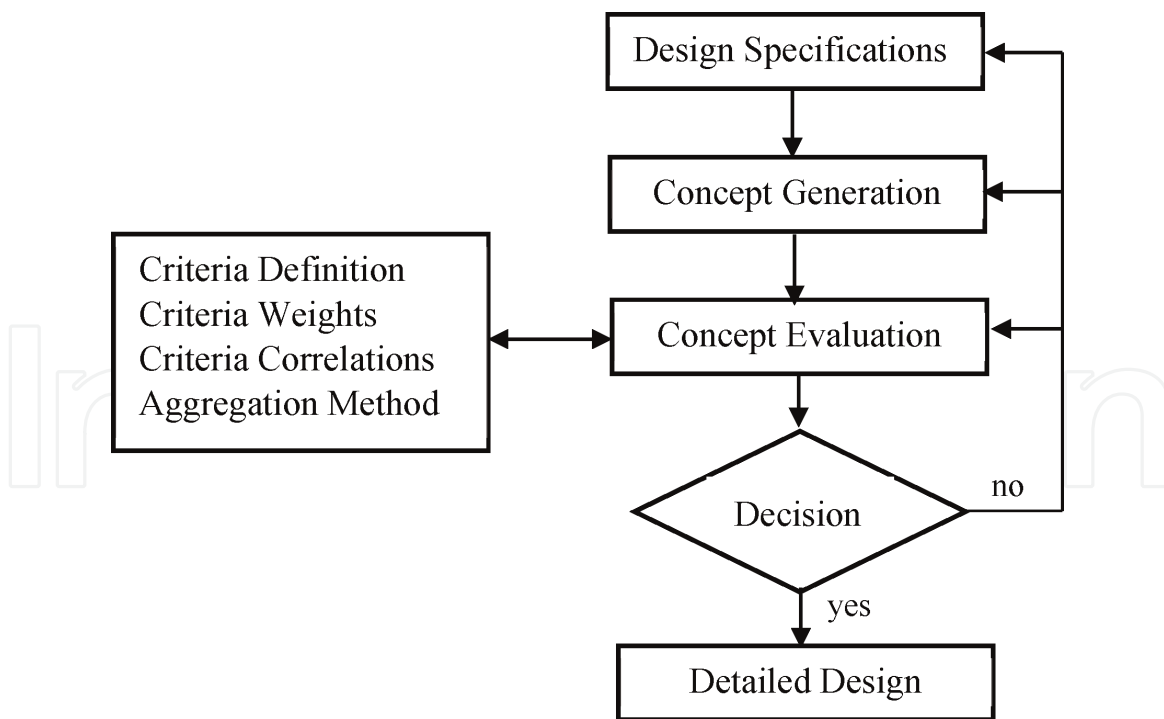 Design Specifications
Concept Generation
Criteria Definition
Criteria Weights
Criteria Correlations
Aggregation Method
Concept Evaluation
Decision
no
yes
Detailed Design